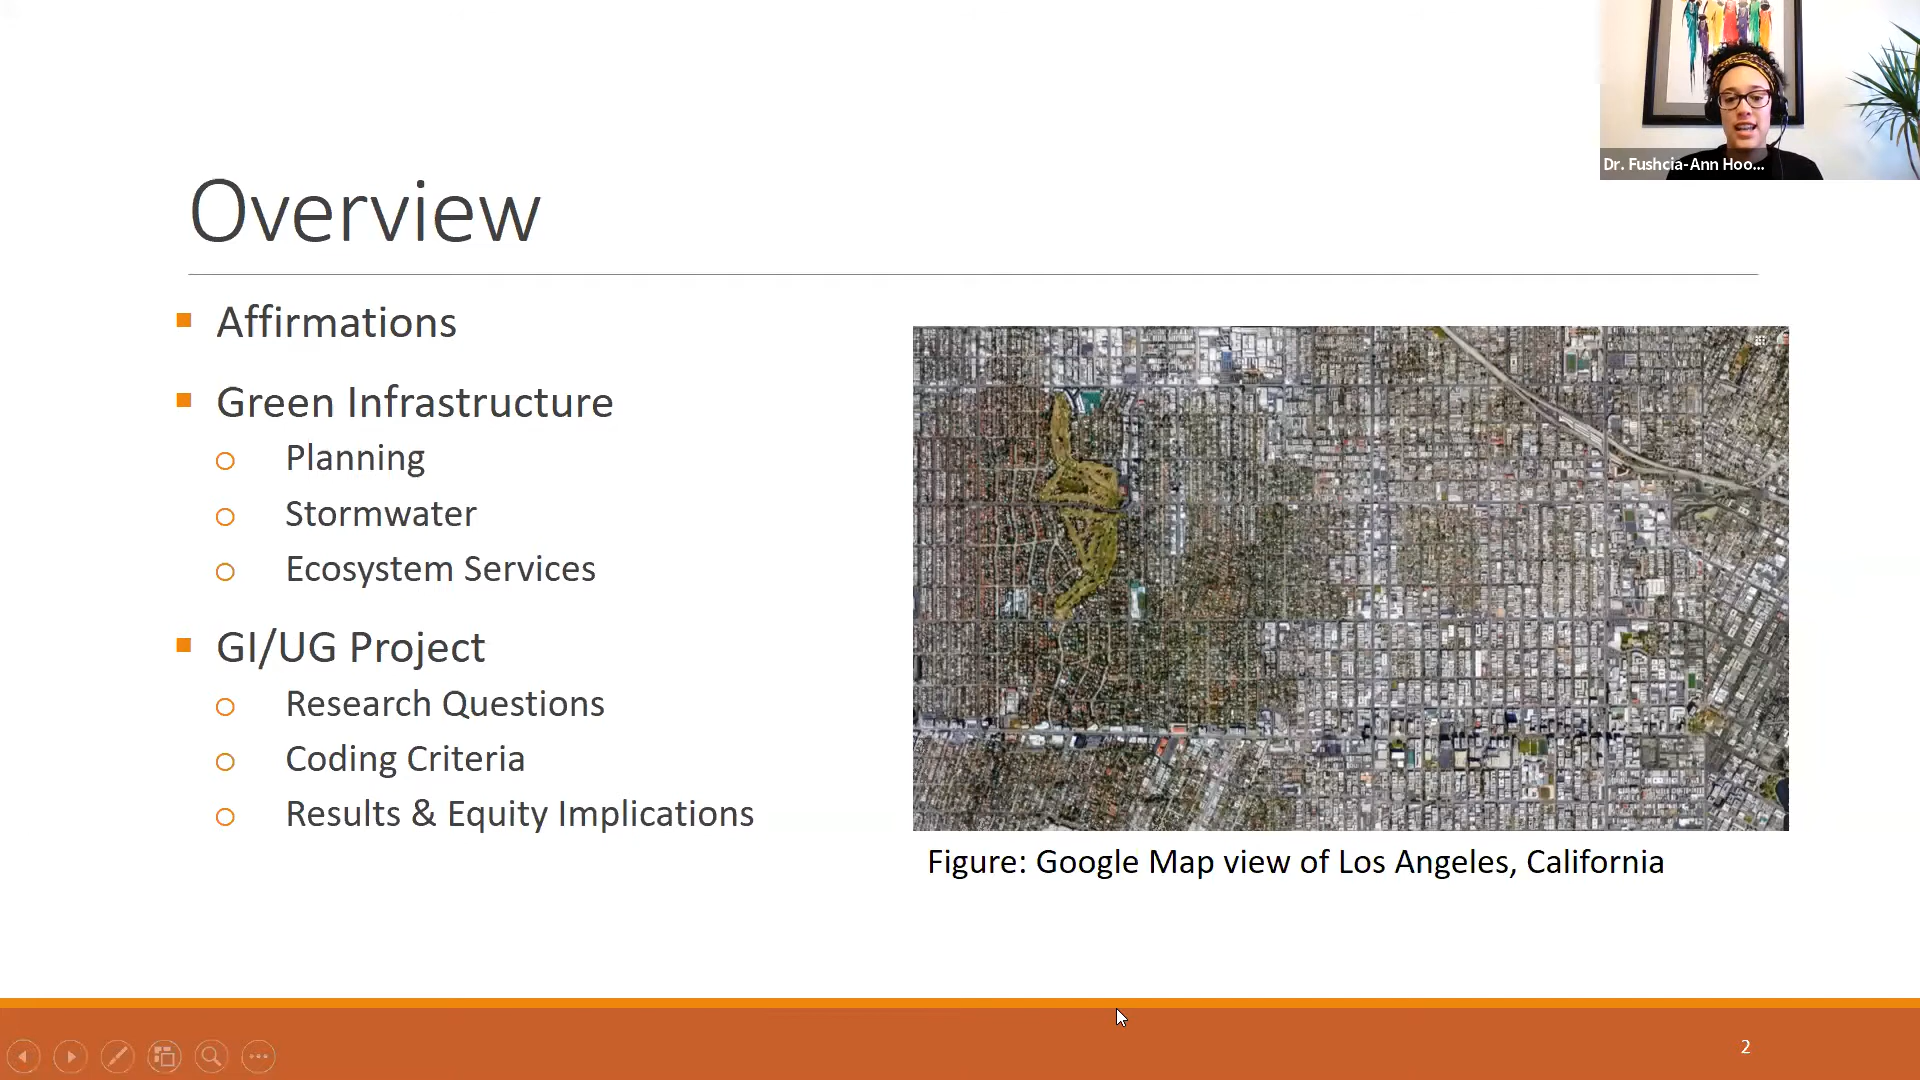 Dr. Fushcia-Ann Hoo...
Overview
Affirmations
Green Infrastructure
Planning
Stormwater
Ecosystem Services
GI/UG Project
Research Questions
Coding Criteria
Results & Equity Implications
Figure: Google Map view of Los Angeles, California
2